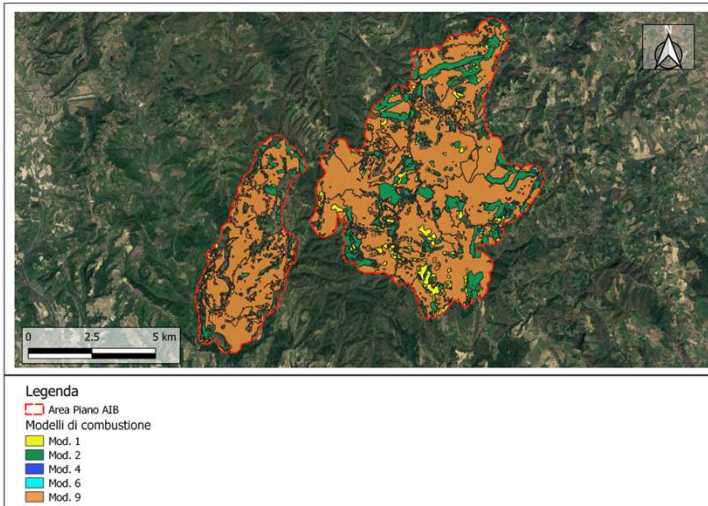 0 2.5 5 km
Legenda
Area Piano AIB
Modelli di combustione
Mod. 1
Mod. 2
Mod. 4
Mod. 6
Mod. 9